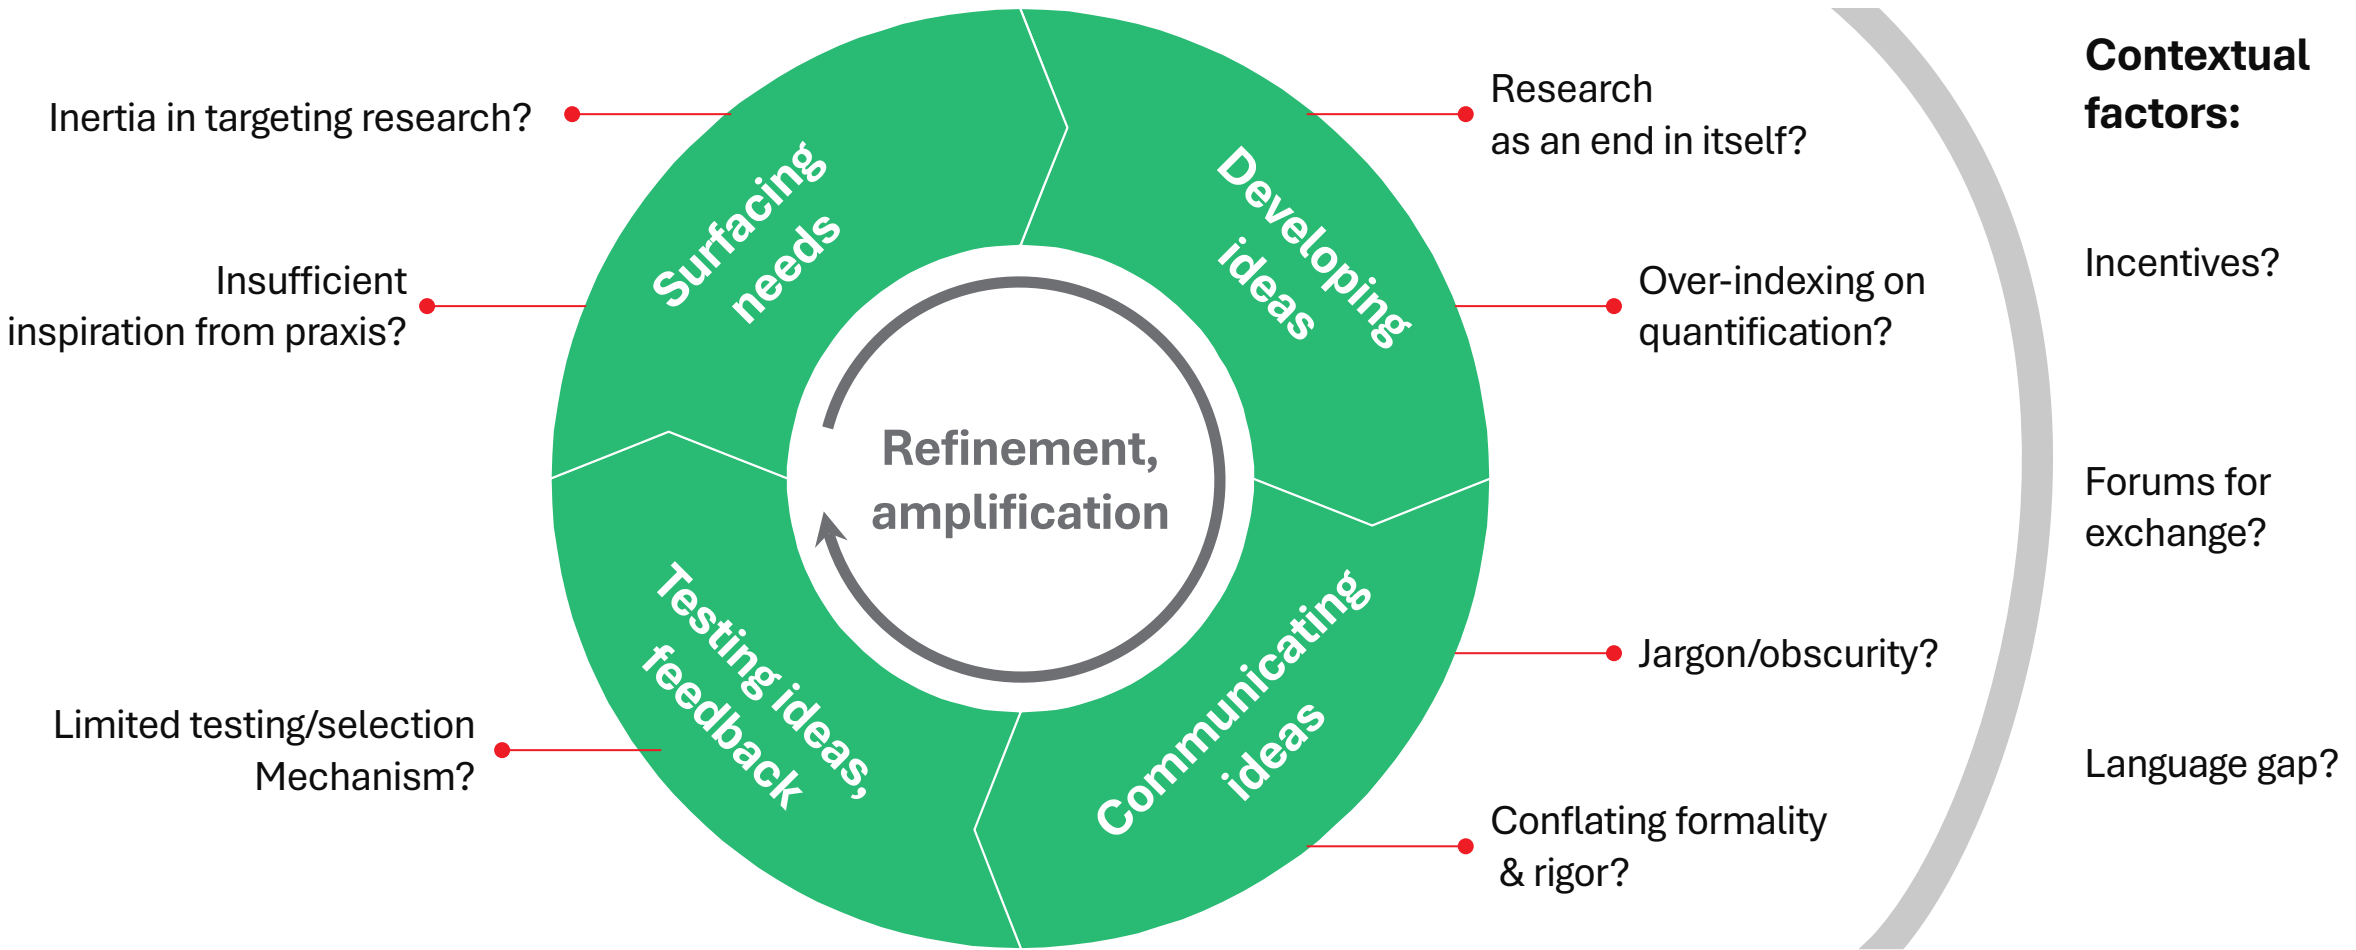 Inertia in targeting research?
Insufficient
inspiration from praxis?
Limited testing/selection
Mechanism?
Surfacing
needs
Developing
ideas
Communicating
ideas
Testing ideas,
feedback
Refinement,
amplification
Research
as an end in itself?
Over-indexing on
quantification?
Jargon/obscurity?
Conflating formality
& rigor?
Contextual
factors:
Incentives?
Forums for
exchange?
Language gap?